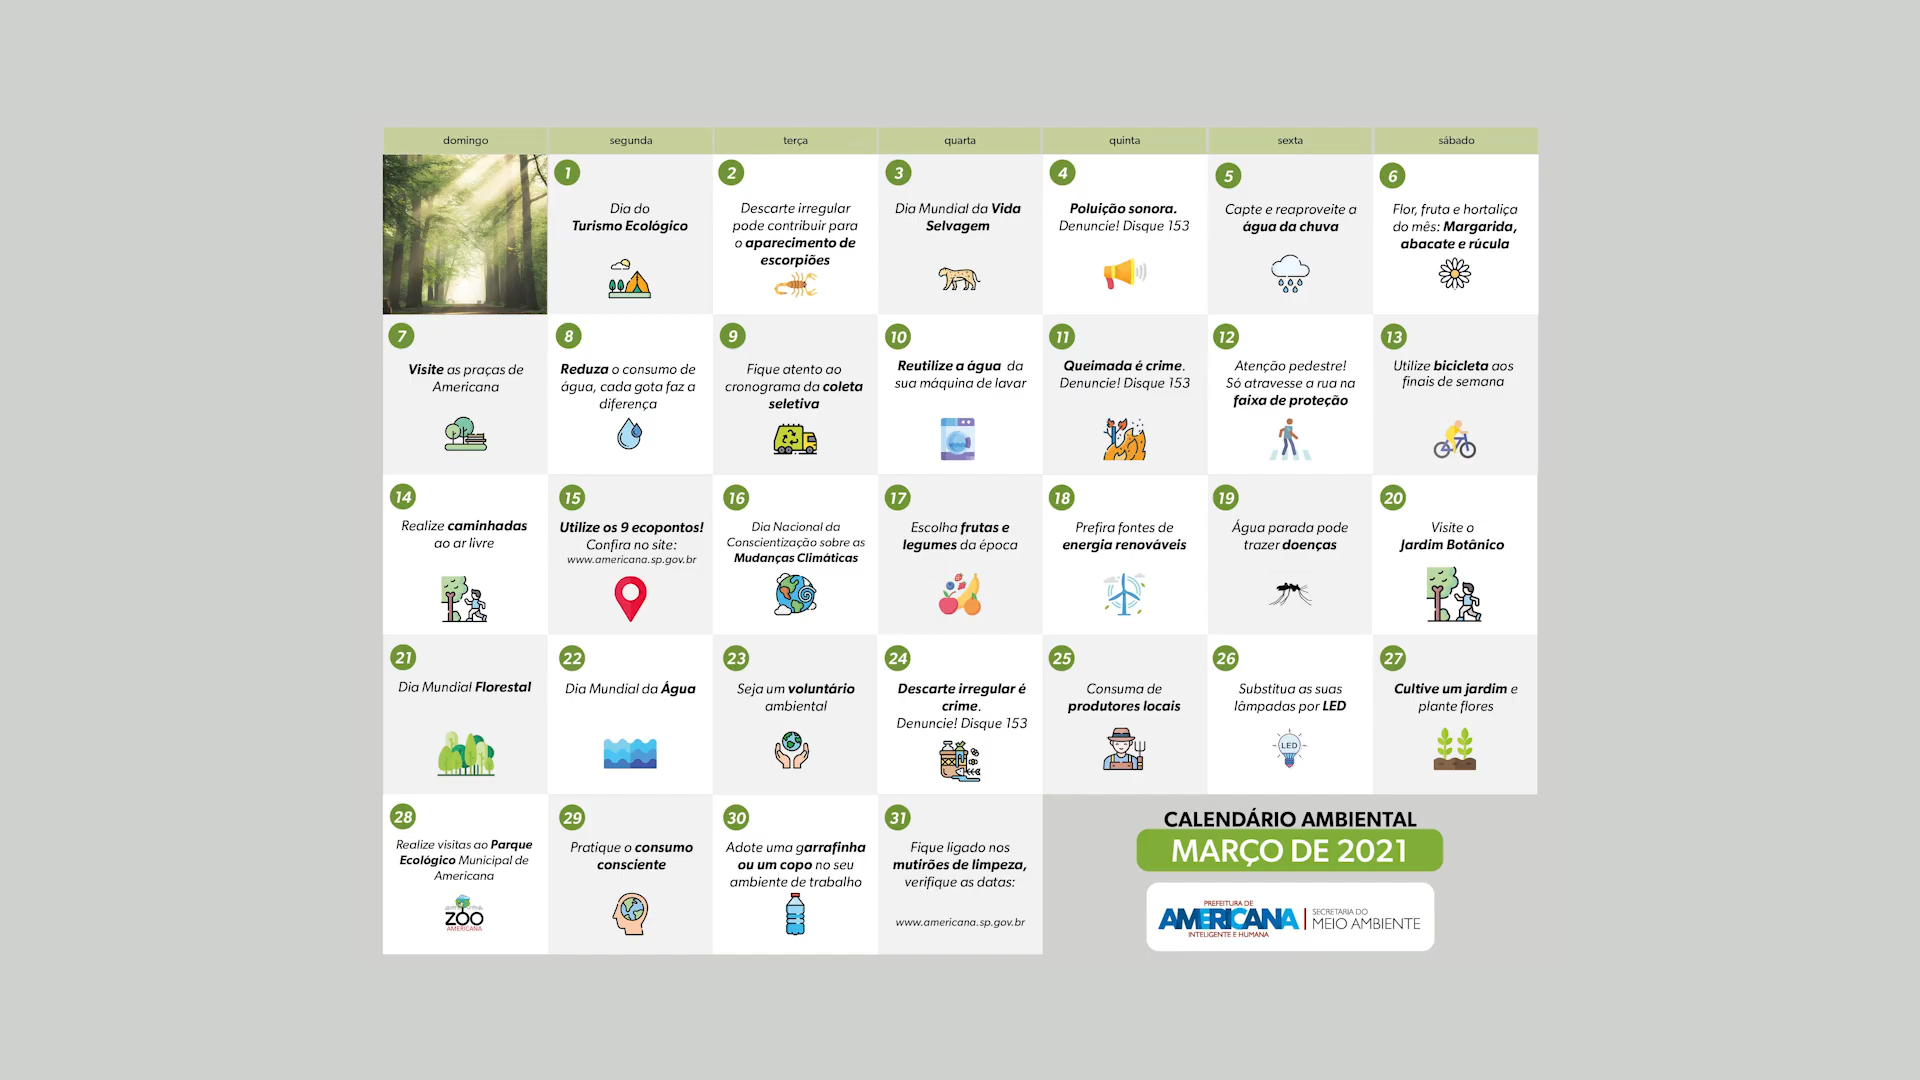 domingo
segunda
terça
quarta
quinta
sexta
sábado
1
Dia do
Turismo Ecológico
2
Descarte irregular
pode contribuir para
o aparecimento de
escorpiões
3
Dia Mundial da Vida
Selvagem
4
Poluição sonora.
Denuncie! Disque 153
5
Capte e reaproveite a
água da chuva
6
Flor, fruta e hortaliça
do mês: Margarida,
abacate e rúcula
7
Visite as praças de
Americana
8
Reduza o consumo de
água, cada gota faz a
diferença
9
Fique atento ao
cronograma da coleta
seletiva
10
Reutilize a água da
sua máquina de lavar
11
Queimada é crime.
Denuncie! Disque 153
12
Atenção pedestre!
Só atravesse a rua na
faixa de proteção
13
Utilize bicicleta aos
finais de semana
14
Realize caminhadas
ao ar livre
15
Utilize os 9 ecopontos!
Confira no site:
www.americana.sp.gov.br
16
Dia Nacional da
Conscientização sobre as
Mudanças Climáticas
17
Escolha frutas e
legumes da época
18
Prefira fontes de
energia renováveis
19
Água parada pode
trazer doenças
20
Visite o
Jardim Botânico
21
Dia Mundial Florestal
22
Dia Mundial da Água
23
Seja um voluntário
ambiental
24
Descarte irregular é
crime.
Denuncie! Disque 153
25
Consuma de
produtores locais
26
Substitua as suas
lâmpadas por LED
LED
27
Cultive um jardim e
plante flores
28
Realize visitas ao Parque
Ecológico Municipal de
Americana
ZOO
AMERICANA
29
Pratique o consumo
consciente
30
Adote uma garrafinha
ou um copo no seu
ambiente de trabalho
31
Fique ligado nos
mutirões de limpeza,
verifique as datas:
www.americana.sp.gov.br
CALENDÁRIO AMBIENTAL
MARÇO DE 2021
PREFEITURA DE
AMERICANA
INTELIGENTE E HUMANA
SECRETARIA DO
MEIO AMBIENTE